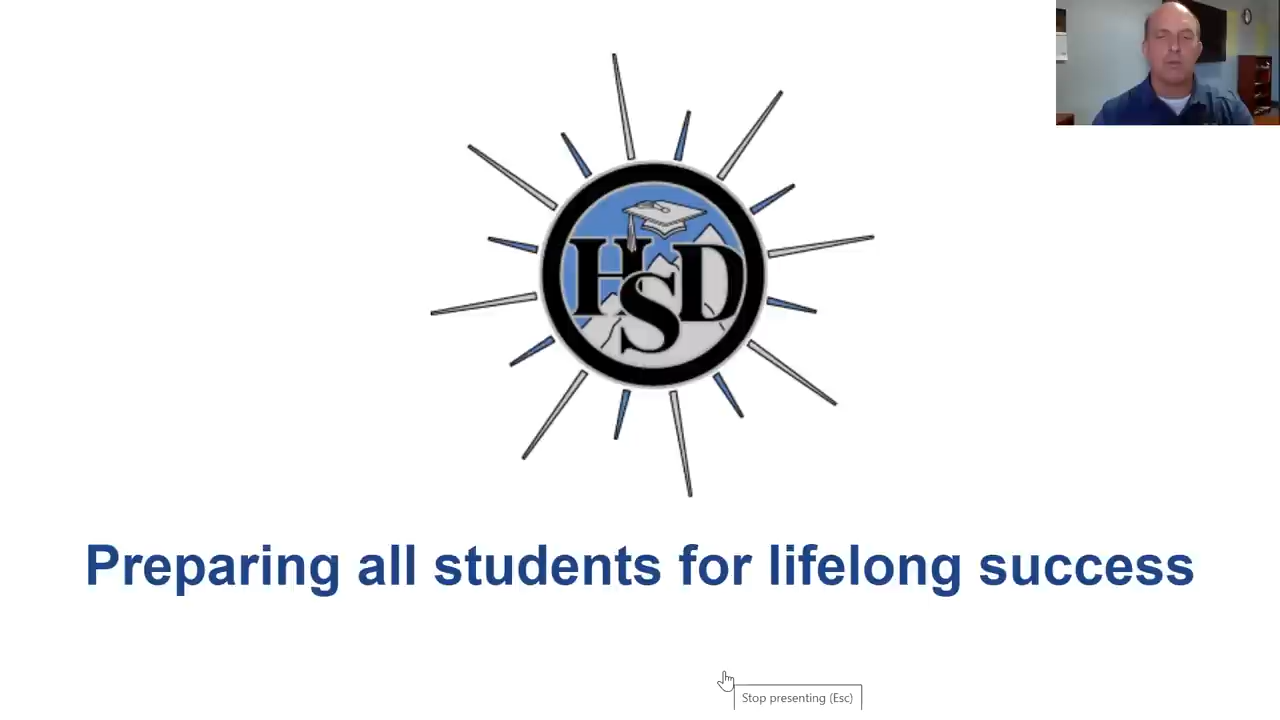 HSD
Preparing all students for lifelong success
Stop presenting (Esc)